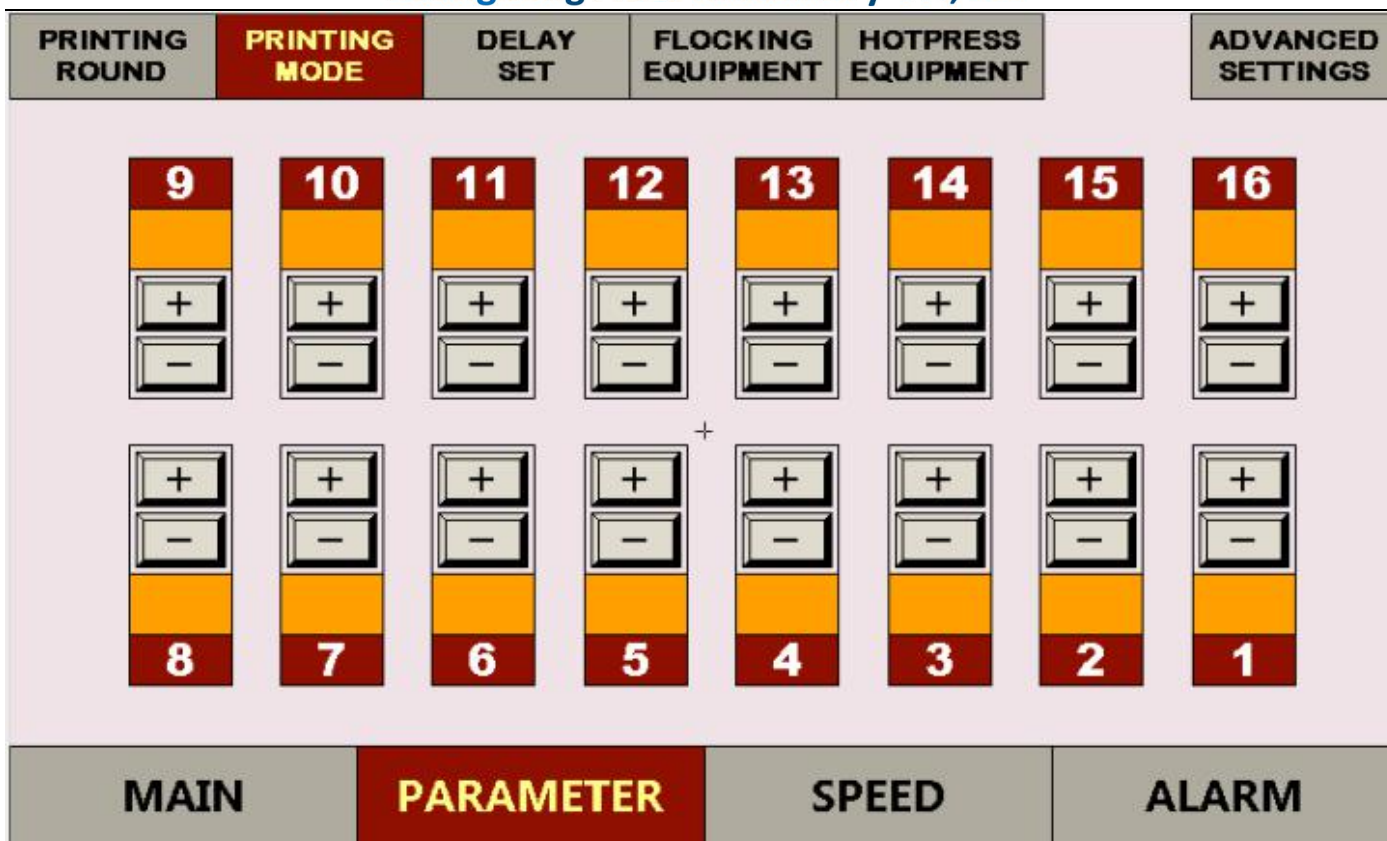 PRINTING
ROUND
PRINTING
MODE
DELAY
SET
FLOCKING
EQUIPMENT
HOTPRESS
EQUIPMENT
ADVANCED
SETTINGS
9 10 11 12 13 14 15 16
+ + + + + + + +
− − − − − − − −
+ + + + + + + +
− − − − − − − −
8 7 6 5 4 3 2 1
MAIN PARAMETER SPEED ALARM